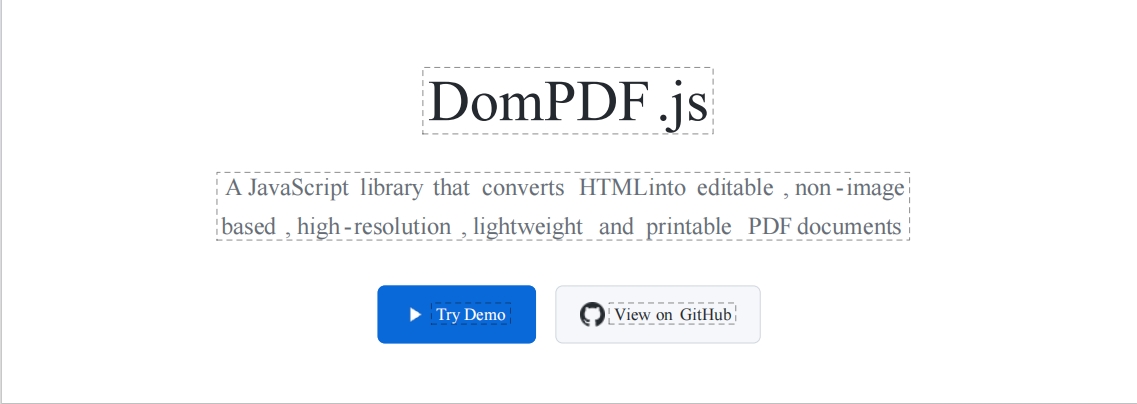 DomPDF.js
A JavaScript library that converts HTMLinto editable , non-image
based , high-resolution , lightweight and printable PDF documents
Try Demo
View on GitHub